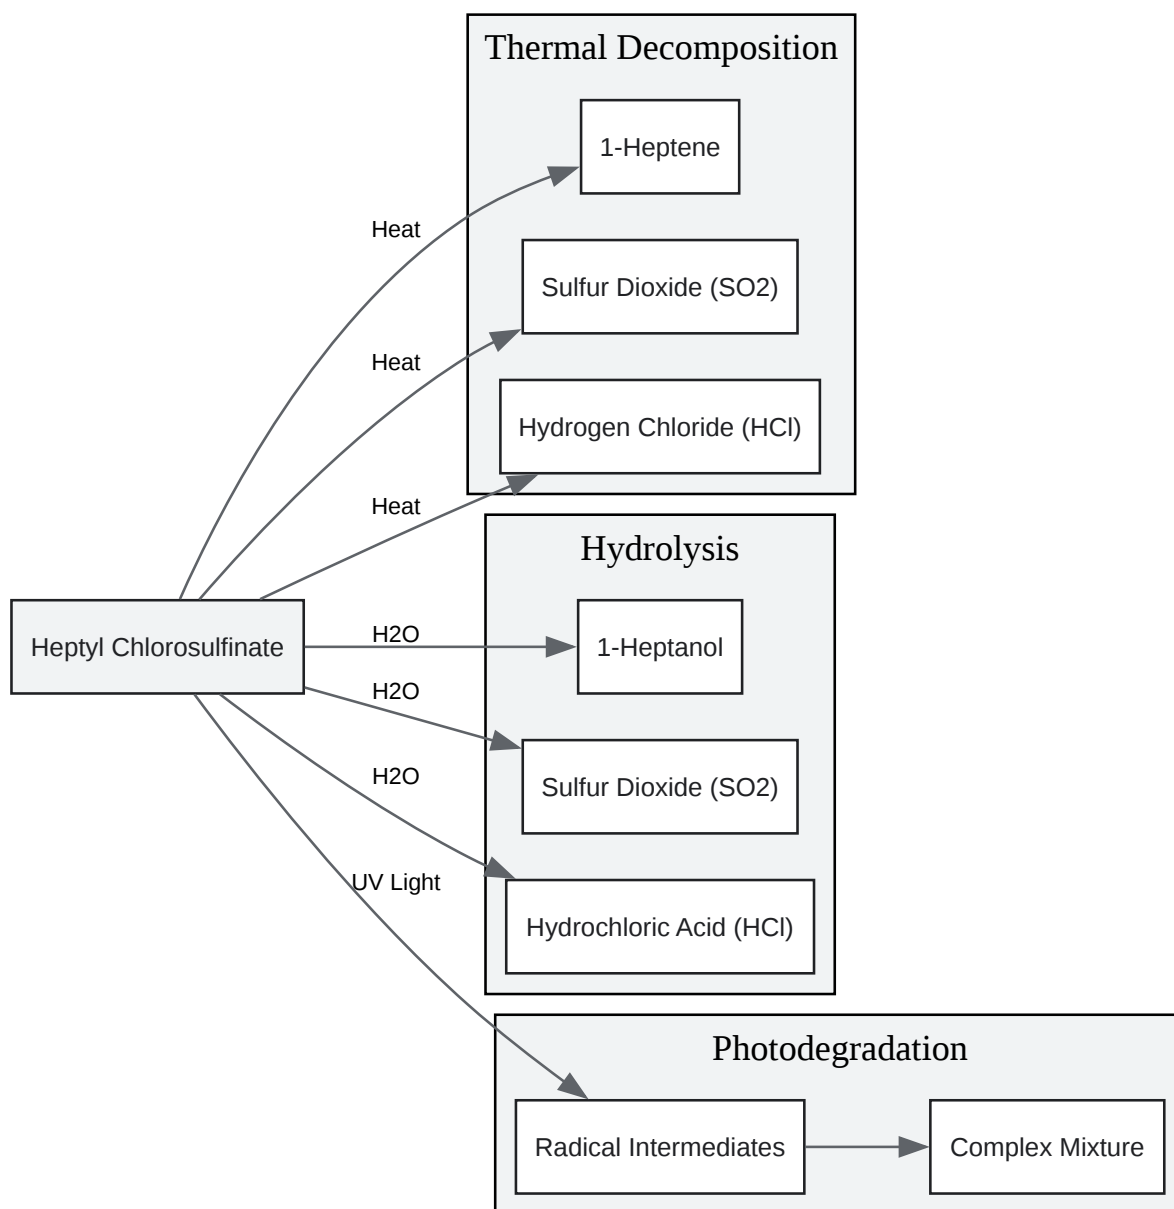 Thermal Decomposition
1-Heptene
Heat
Sulfur Dioxide (SO2)
Heat
Hydrogen Chloride (HCl)
Heat
Hydrolysis
Heptyl Chlorosulfinate
H2O
1-Heptanol
H2O
Sulfur Dioxide (SO2)
H2O
UV Light
Hydrochloric Acid (HCl)
Photodegradation
Radical Intermediates
Complex Mixture